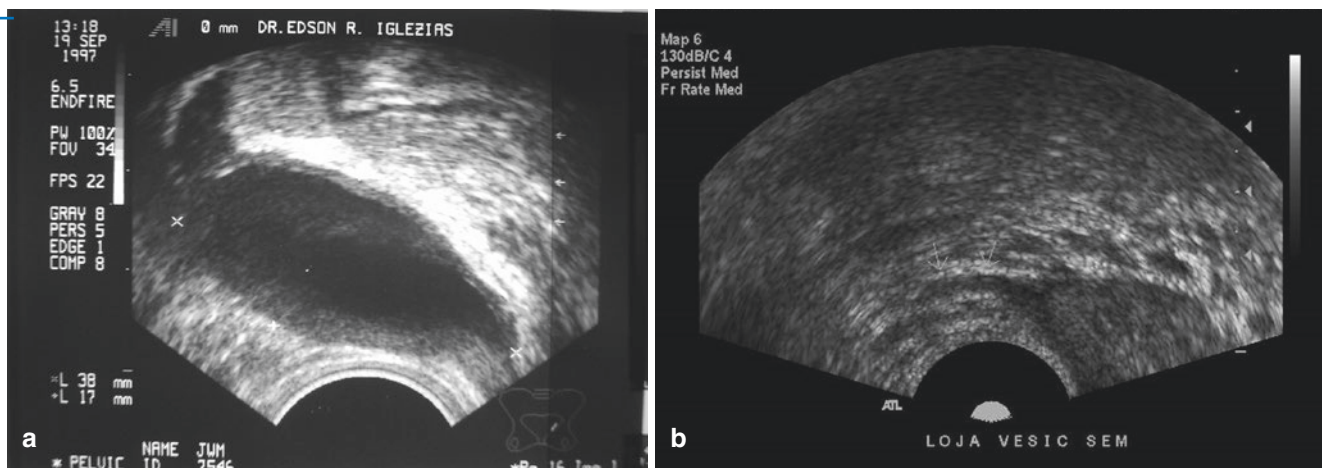 13:18
19 SEP
1997
0 mm DR.EDSON R. IGLEZIAS
6.5
ENDFIRE
PW 100%
FOV 34
FPS 22
GRAY 8
PERS 5
EDGE 1
COMP 8
×L 38 mm
+L 17 mm
a
NAME JWM
* PELVIC ID 2546
Map 6
130dB/C 4
Persist Med
Fr Rate Med
ATL
b
LOJA VESIC SEM